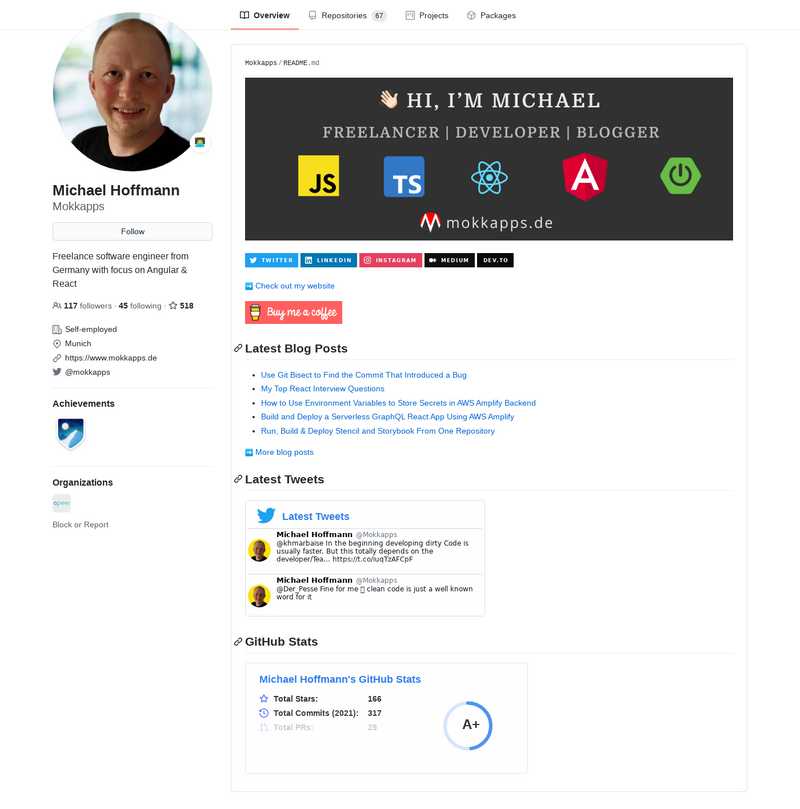 Overview
Repositories 67
Projects
Packages
Michael Hoffmann
Mokkapps
Follow
Freelance software engineer from
Germany with focus on Angular &
React
117 followers · 45 following · 518
Self-employed
Munich
https://www.mokkapps.de
@mokkapps
Achievements
Organizations
Block or Report
Mokkapps / README.md
HI, I'M MICHAEL
FREELANCER | DEVELOPER | BLOGGER
JS
TS
A
mokkapps.de
TWITTER
LINKEDIN
INSTAGRAM
MEDIUM
DEV.TO
Check out my website
Buy me a coffee
Latest Blog Posts
Use Git Bisect to Find the Commit That Introduced a Bug
My Top React Interview Questions
How to Use Environment Variables to Store Secrets in AWS Amplify Backend
Build and Deploy a Serverless GraphQL React App Using AWS Amplify
Run, Build & Deploy Stencil and Storybook From One Repository
More blog posts
Latest Tweets
Latest Tweets
Michael Hoffmann @Mokkapps
@khmarbaise In the beginning developing dirty Code is
usually faster. But this totally depends on the
developer/Tea... https://t.co/iuqTzAFCpF
Michael Hoffmann @Mokkapps
@Der_Pesse Fine for me clean code is just a well known
word for it
GitHub Stats
Michael Hoffmann's GitHub Stats
Total Stars: 166
Total Commits (2021): 317
Total PRs: 25
A+